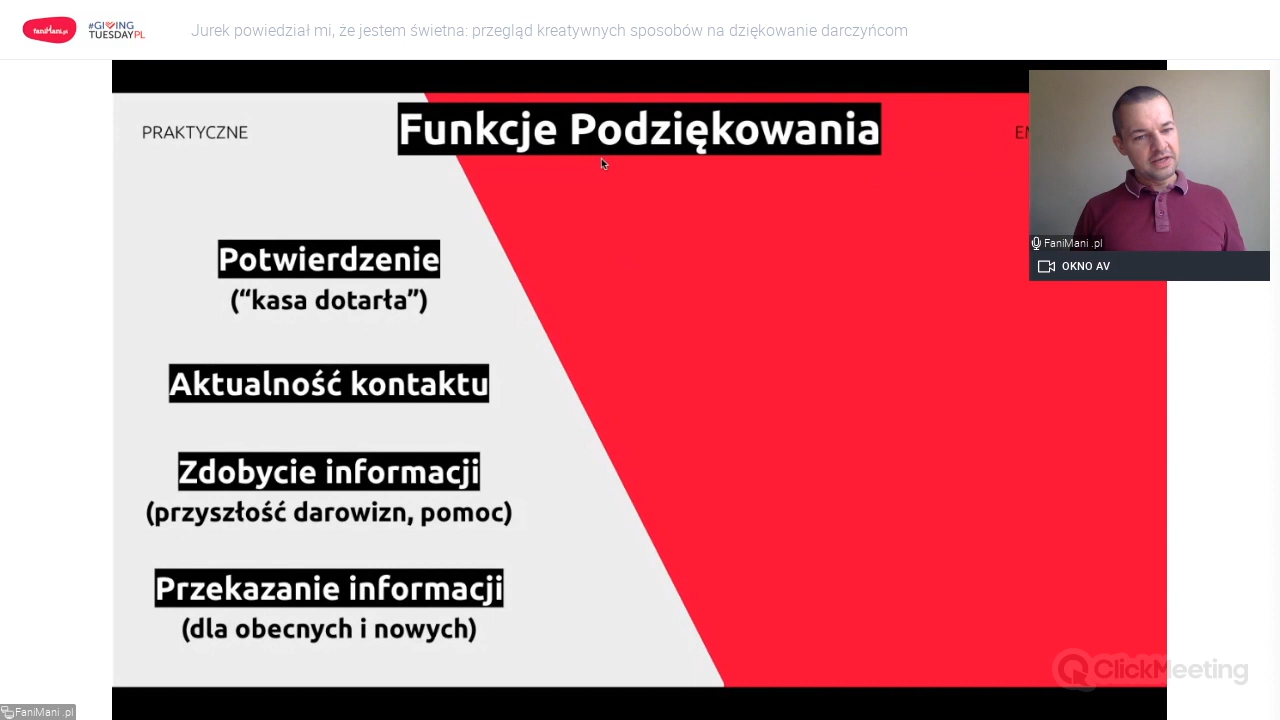 faniMani.pl
#GIVING
TUESDAYPL
Jurek powiedział mi, że jestem świetna: przegląd kreatywnych sposobów na dziękowanie darczyńcom
PRAKTYCZNE
Funkcje Podziękowania
Potwierdzenie
(“kasa dotarła”)
Aktualność kontaktu
Zdobycie informacji
(przyszłość darowizn, pomoc)
Przekazanie informacji
(dla obecnych i nowych)
FaniMani .pl
OKNO AV
ClickMeeting
FaniMani .pl